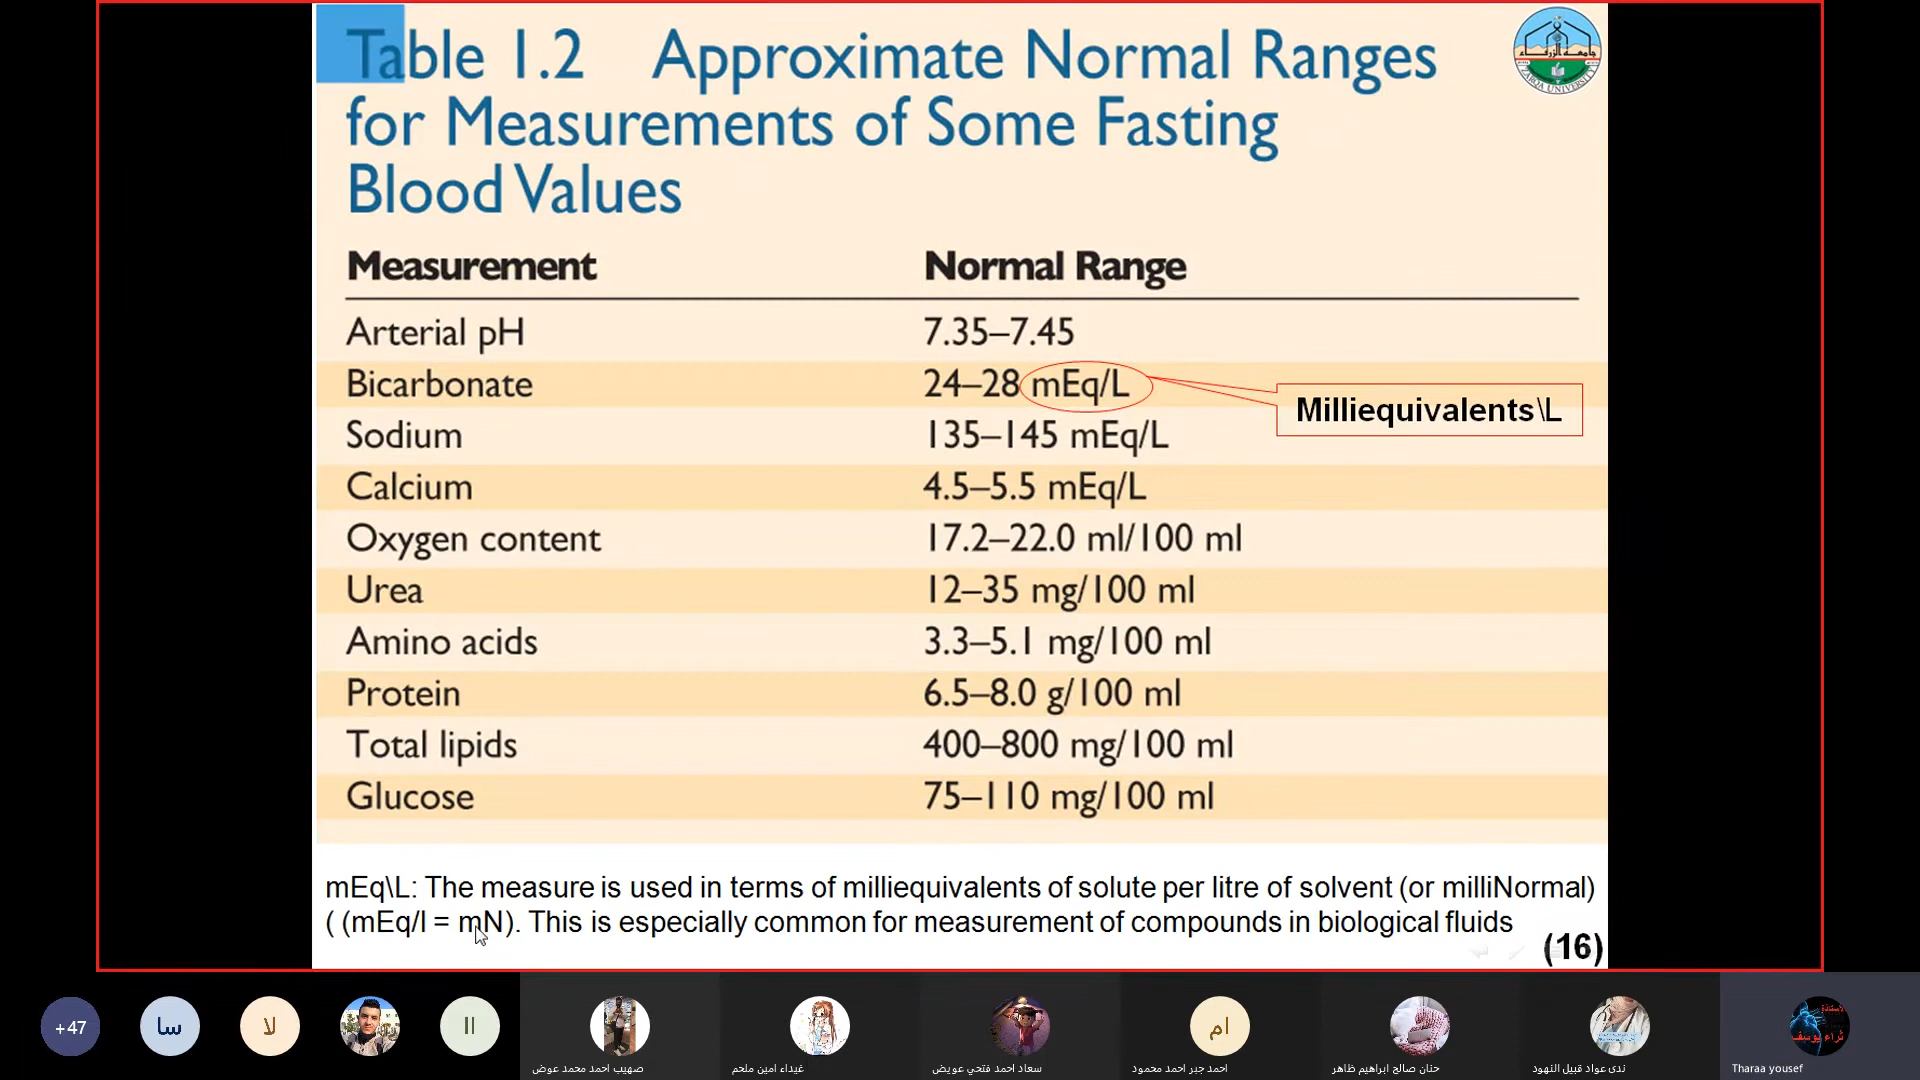 Table 1.2 Approximate Normal Ranges
for Measurements of Some Fasting
Blood Values
جامعة الزرقاء
ZARQA UNIVERSITY
Measurement Normal Range
Arterial pH 7.35–7.45
Bicarbonate 24–28 mEq/L
Milliequivalents\L
Sodium 135–145 mEq/L
Calcium 4.5–5.5 mEq/L
Oxygen content 17.2–22.0 ml/100 ml
Urea 12–35 mg/100 ml
Amino acids 3.3–5.1 mg/100 ml
Protein 6.5–8.0 g/100 ml
Total lipids 400–800 mg/100 ml
Glucose 75–110 mg/100 ml
mEq\L: The measure is used in terms of milliequivalents of solute per litre of solvent (or milliNormal)
( (mEq/l = mN). This is especially common for measurement of compounds in biological fluids
(16)
+47
سا
لا
اا
ام
صهيب احمد محمد عوض
غيداء امين ملحم
سعاد احمد فتحي عويض
احمد جبر احمد محمود
حنان صالح ابراهيم ظاهر
ندى عواد قبيل النهود
ثراء يوسف
Tharaa yousef